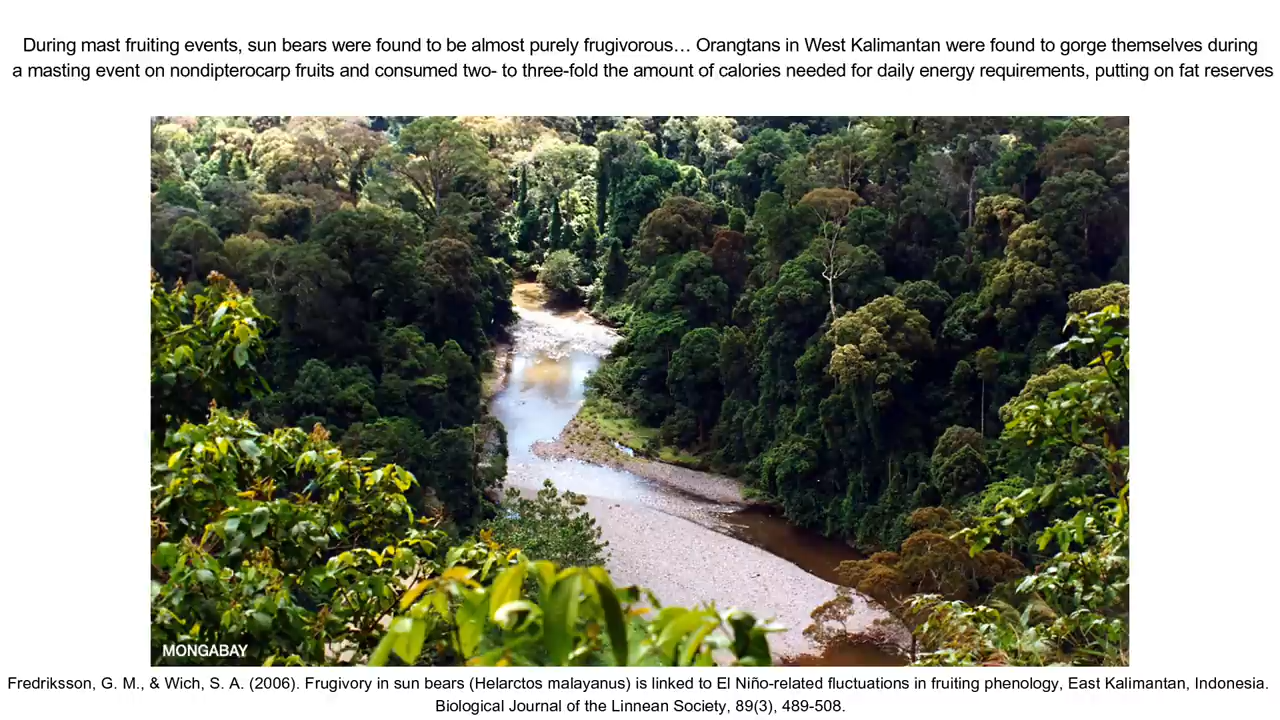 During mast fruiting events, sun bears were found to be almost purely frugivorous… Orangtans in West Kalimantan were found to gorge themselves during
a masting event on nondipterocarp fruits and consumed two- to three-fold the amount of calories needed for daily energy requirements, putting on fat reserves
MONGABAY
Fredriksson, G. M., & Wich, S. A. (2006). Frugivory in sun bears (Helarctos malayanus) is linked to El Niño-related fluctuations in fruiting phenology, East Kalimantan, Indonesia.
Biological Journal of the Linnean Society, 89(3), 489-508.